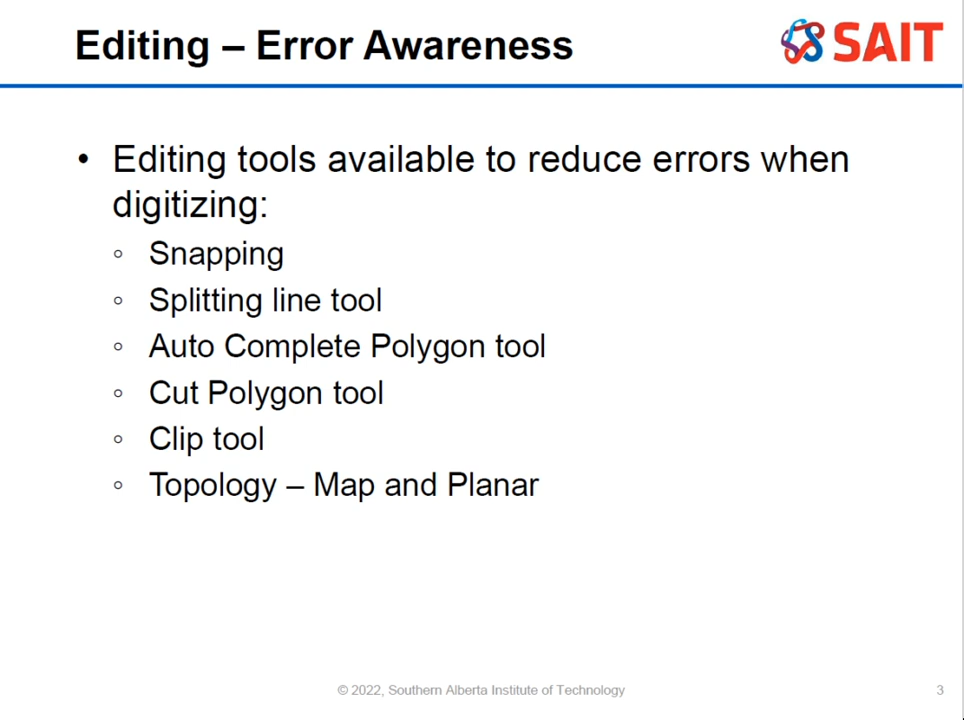 Editing – Error Awareness
SAIT
• Editing tools available to reduce errors when
digitizing:
◦ Snapping
◦ Splitting line tool
◦ Auto Complete Polygon tool
◦ Cut Polygon tool
◦ Clip tool
◦ Topology – Map and Planar
© 2022, Southern Alberta Institute of Technology
3